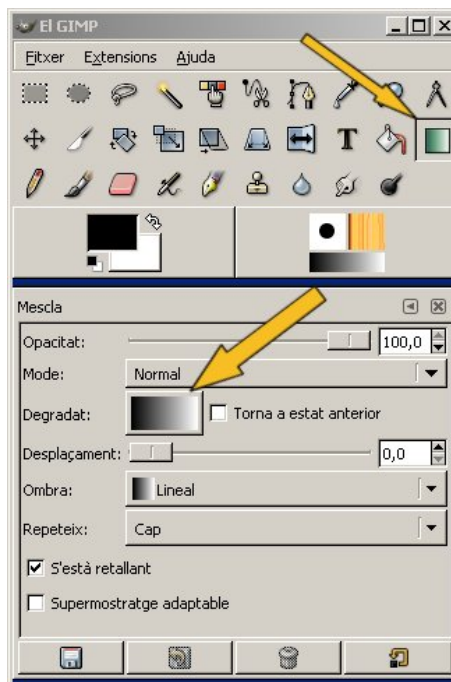 El GIMP
Fitxer Extensions Ajuda
Mescla
Opacitat: 100,0
Mode: Normal
Degradat: Torna a estat anterior
Desplaçament: 0,0
Ombra: Lineal
Repeteix: Cap
S'està retallant
Supermostratge adaptable